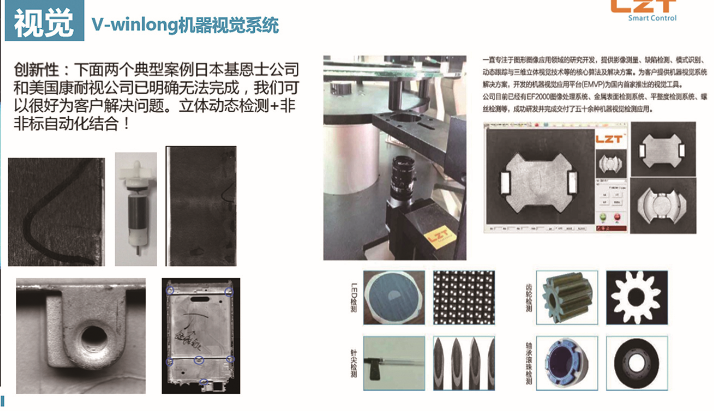 视觉
V-winlong机器视觉系统
LZT
Smart Control
创新性：下面两个典型案例日本基恩士公司
和美国康耐视公司已明确无法完成，我们可
以很好为客户解决问题。立体动态检测+非
非标自动化结合！
一直专注于图形图像应用领域的研究开发，提供影像测量、缺陷检测、模式识别、
动态跟踪与三维立体视觉技术等的核心算法及解决方案。为客户提供机器视觉系统
解决方案，开发的机器视觉应用平台(EMVP)为国内首家推出的视觉工具。
公司目前已经有EF2000图像处理系统、金属表面检测系统、平整度检测系统、螺
丝检测等，成功研发并完成交付了五十余种机器视觉检测应用。
LZT
LZT
LED检测
齿轮检测
针尖检测
轴承滚珠检测